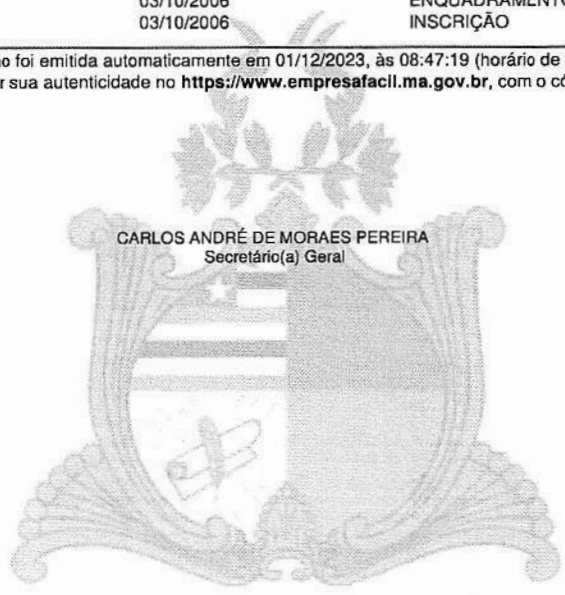 03/10/2006 ENQUADRAMENTO
03/10/2006 INSCRIÇÃO
o foi emitida automaticamente em 01/12/2023, às 08:47:19 (horário de
r sua autenticidade no https://www.empresafacil.ma.gov.br, com o có
CARLOS ANDRÉ DE MORAES PEREIRA
Secretário(a) Geral